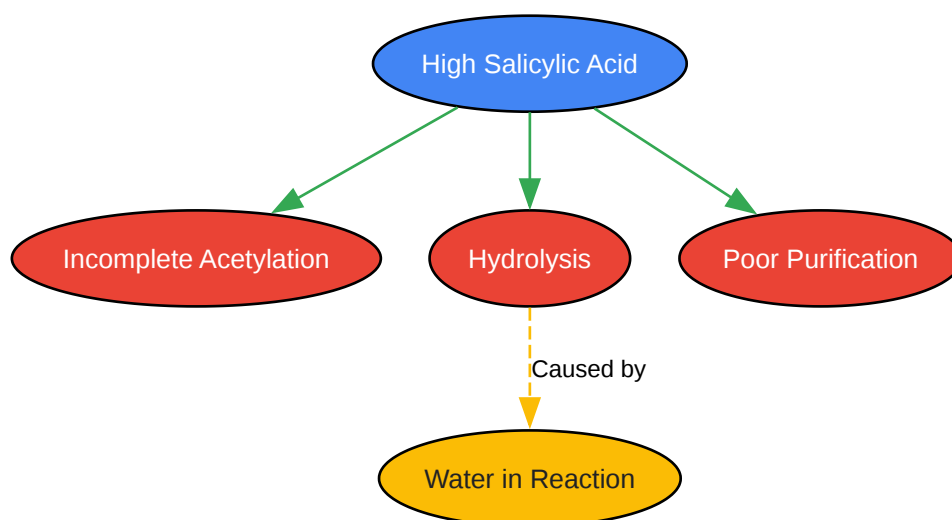 High Salicylic Acid
Incomplete Acetylation
Hydrolysis
Poor Purification
Caused by
Water in Reaction